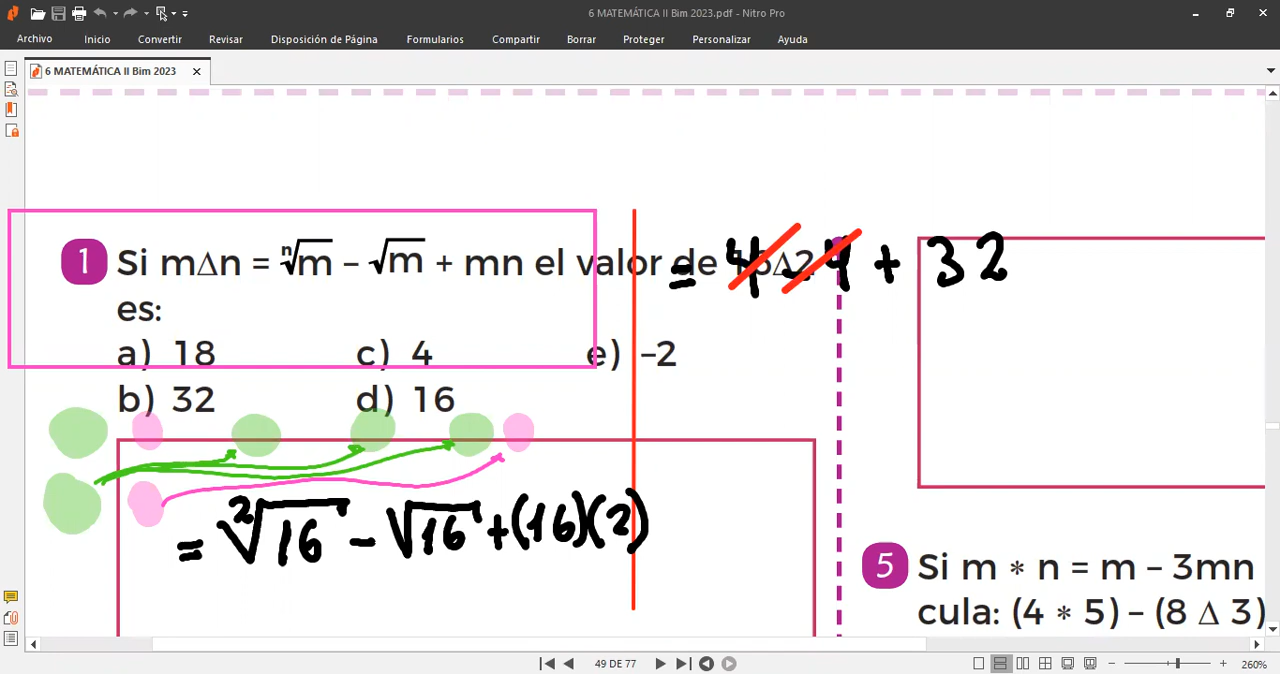 6 MATEMÁTICA II Bim 2023.pdf - Nitro Pro
Archivo Inicio Convertir Revisar Disposición de Página Formularios Compartir Borrar Proteger Personalizar Ayuda
6 MATEMÁTICA II Bim 2023
1 Si m∆n = ⁿ√m – √m + mn el valor de 16∆2
es:
= 4 - 4 + 32
a) 18 c) 4 e) –2
b) 32 d) 16
= ²√16 - √16 + (16)(2)
5 Si m * n = m – 3mn
cula: (4 * 5) – (8 ∆ 3)
49 DE 77
260%